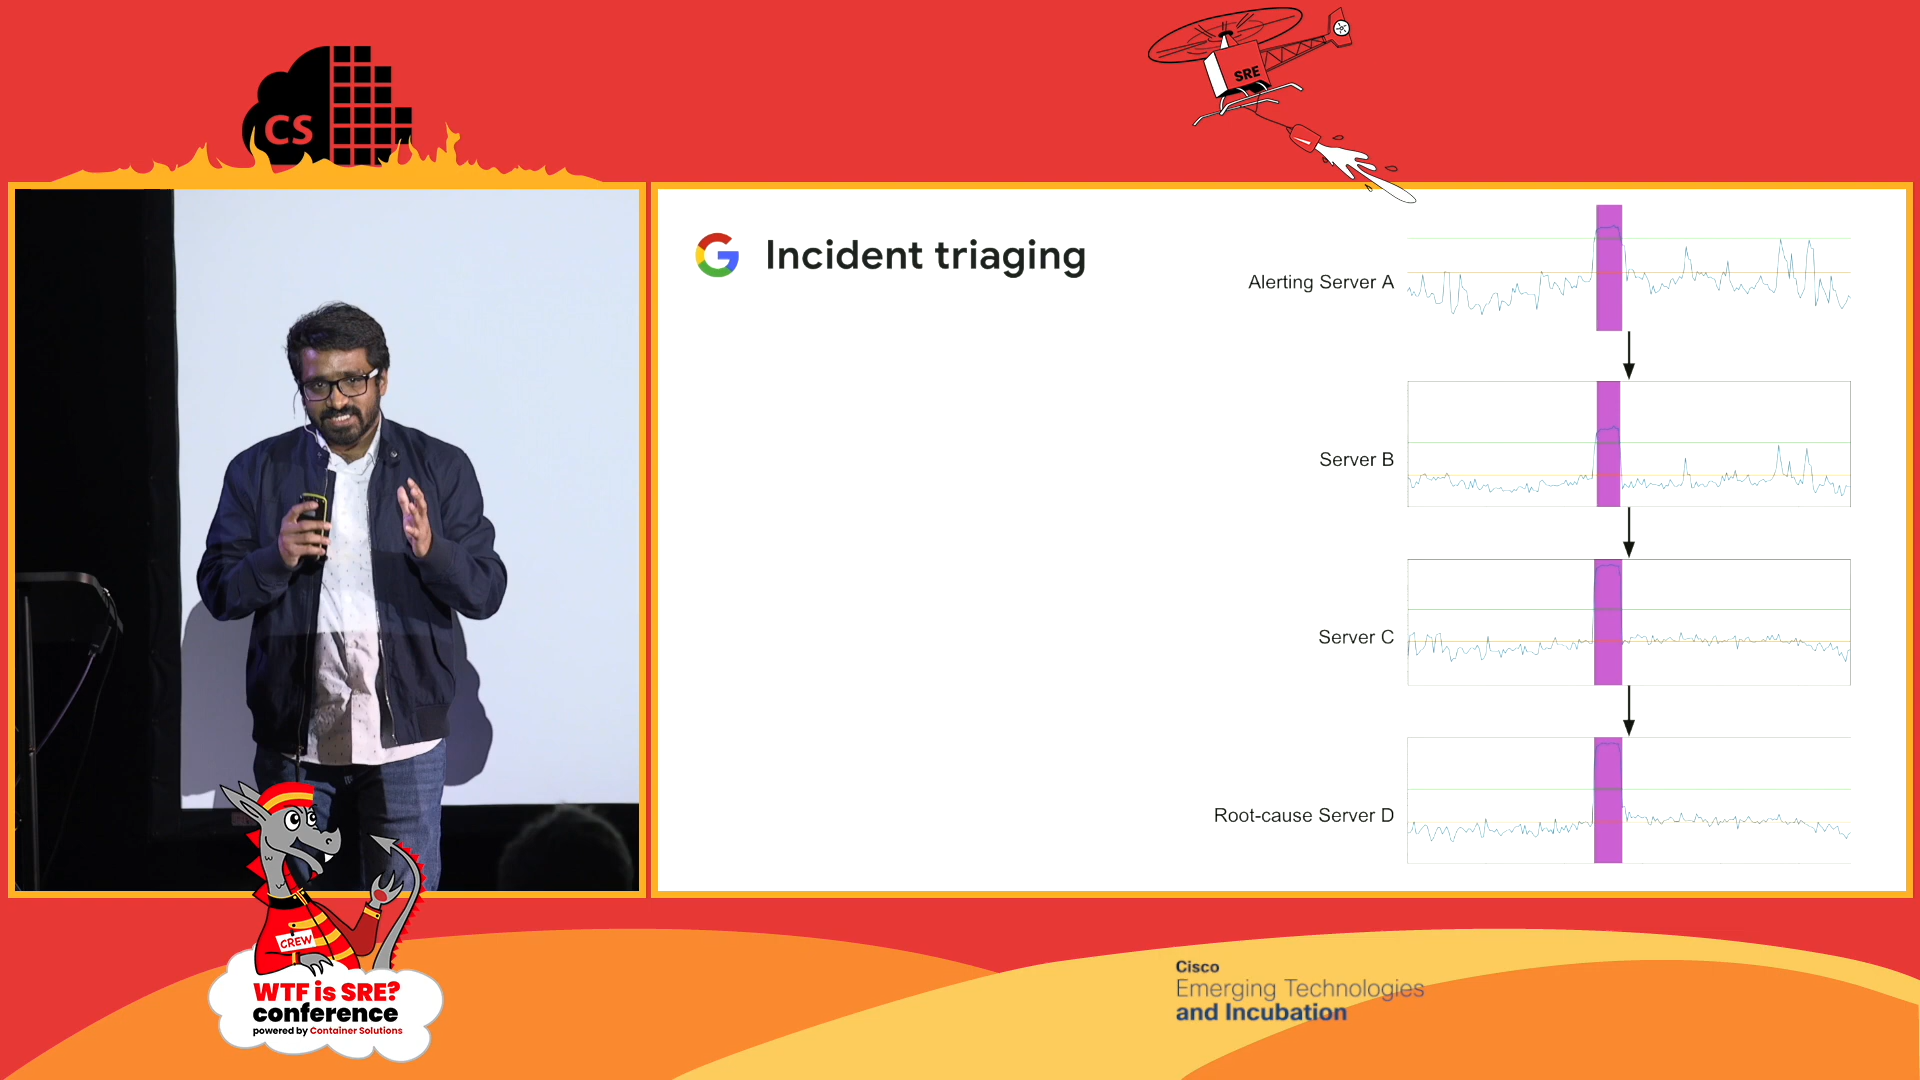 CS
SRE
Incident triaging
Alerting Server A
Server B
Server C
Root-cause Server D
CREW
WTF is SRE?
conference
powered by Container Solutions
Cisco
Emerging Technologies
and Incubation